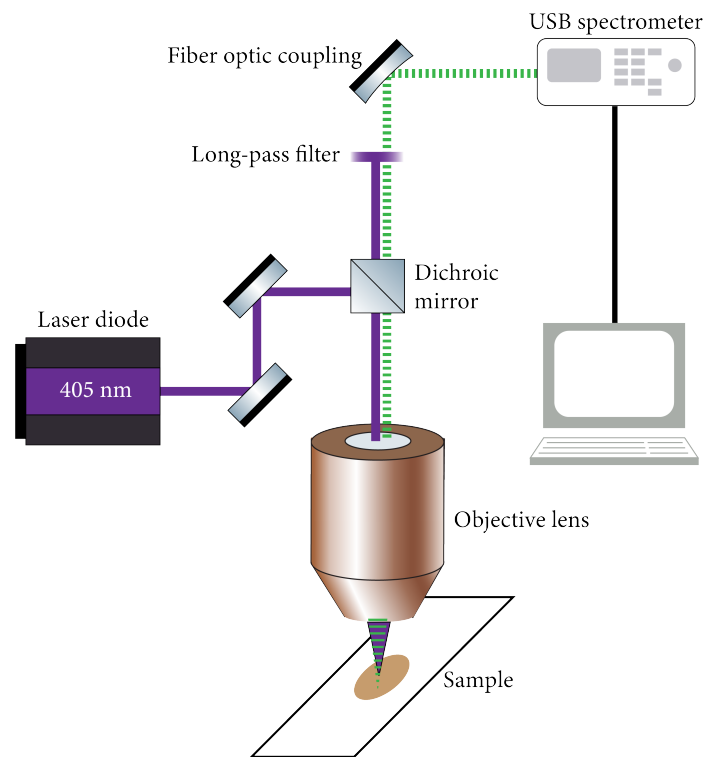 USB spectrometer
Fiber optic coupling
Long-pass filter
Dichroic
mirror
Laser diode
405 nm
Objective lens
Sample